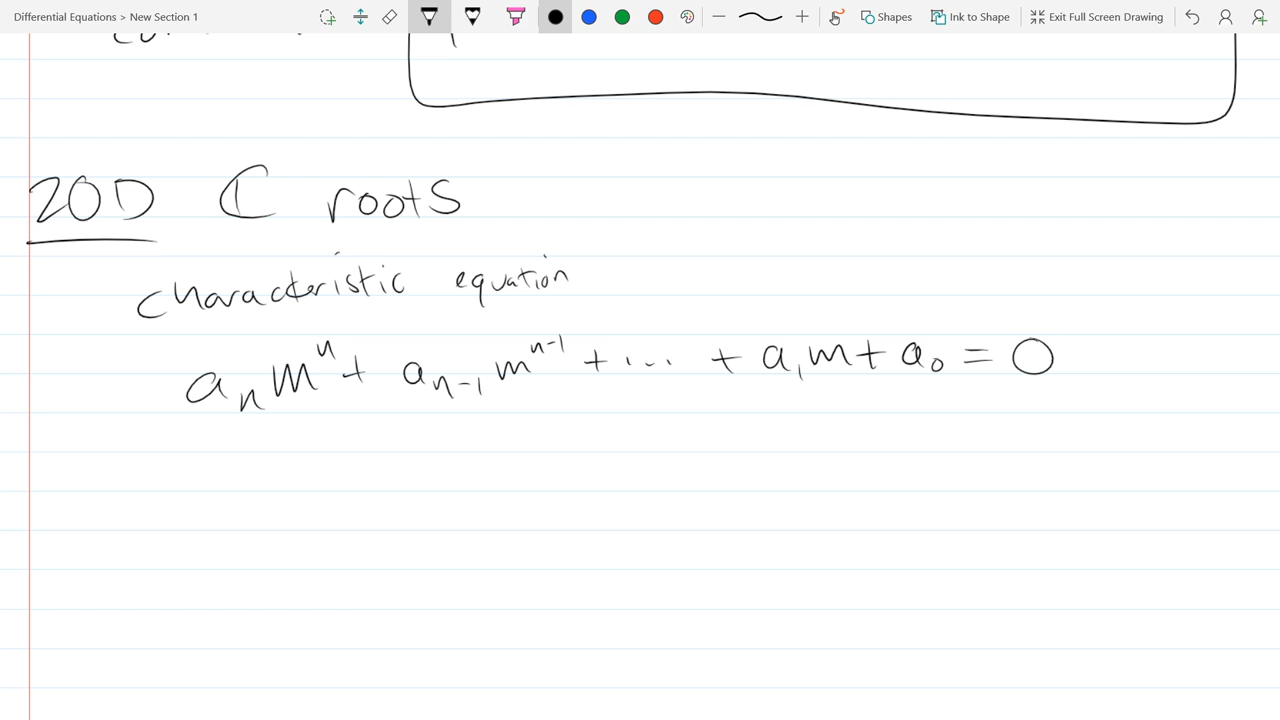 Differential Equations > New Section 1
Shapes Ink to Shape Exit Full Screen Drawing
20D ℂ roots
characteristic equation
aₙmⁿ + aₙ₋₁mⁿ⁻¹ + ... + a₁m + a₀ = 0